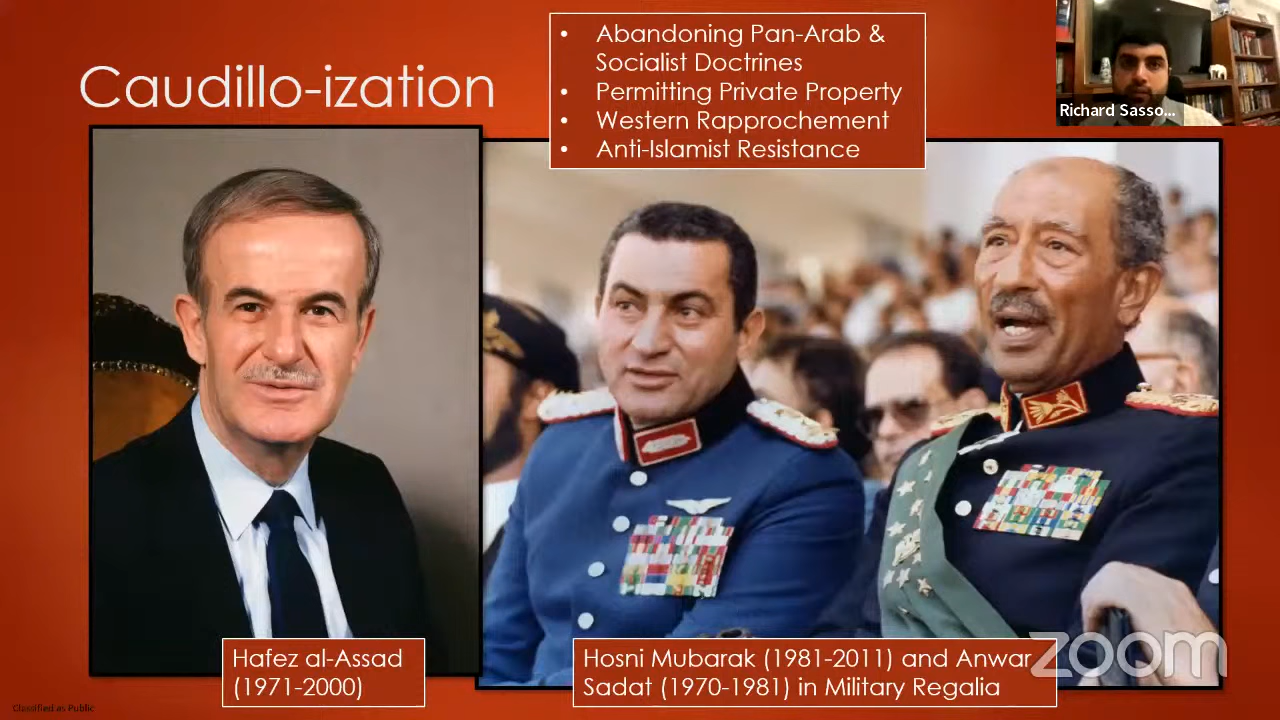 Caudillo-ization
• Abandoning Pan-Arab &
Socialist Doctrines
• Permitting Private Property
• Western Rapprochement
• Anti-Islamist Resistance
Richard Sasso...
Hafez al-Assad
(1971-2000)
Hosni Mubarak (1981-2011) and Anwar
Sadat (1970-1981) in Military Regalia
zoom
Classified as Public